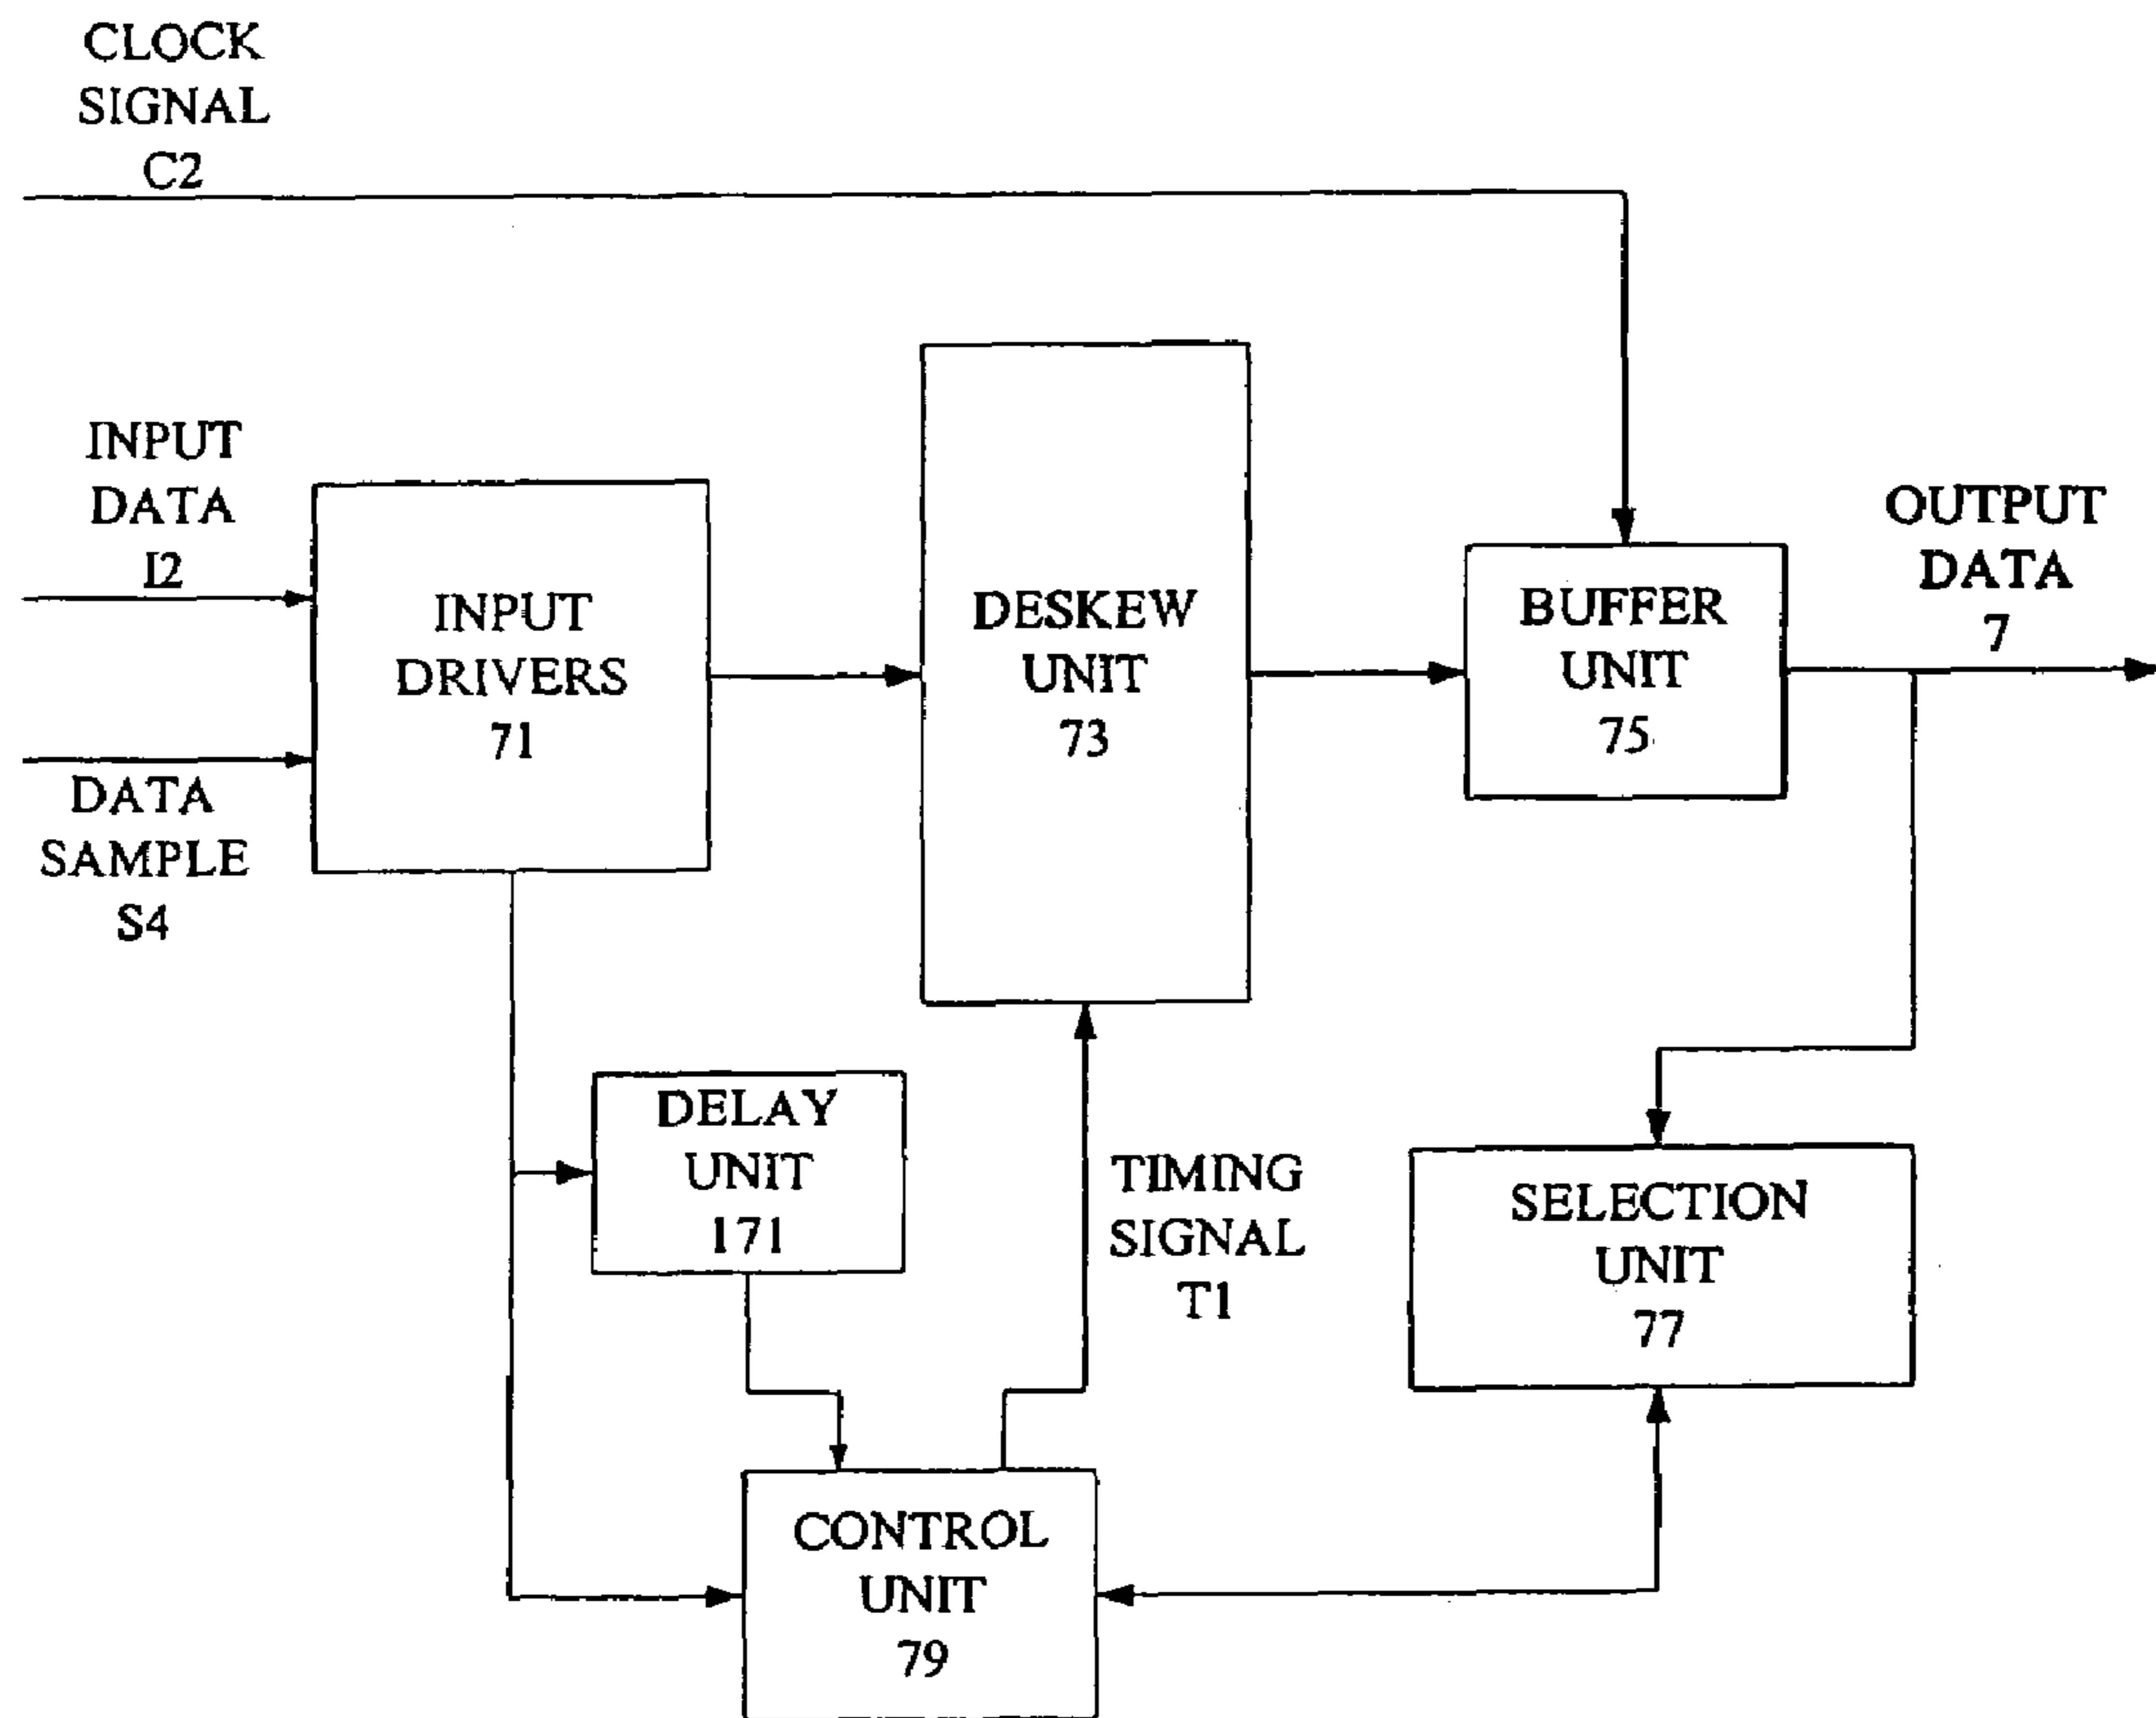 CLOCK
SIGNAL
C2
INPUT
DATA
I2
DATA
SAMPLE
S4
INPUT
DRIVERS
71
DESKEW
UNIT
73
BUFFER
UNIT
75
OUTPUT
DATA
7
DELAY
UNIT
171
TIMING
SIGNAL
T1
SELECTION
UNIT
77
CONTROL
UNIT
79